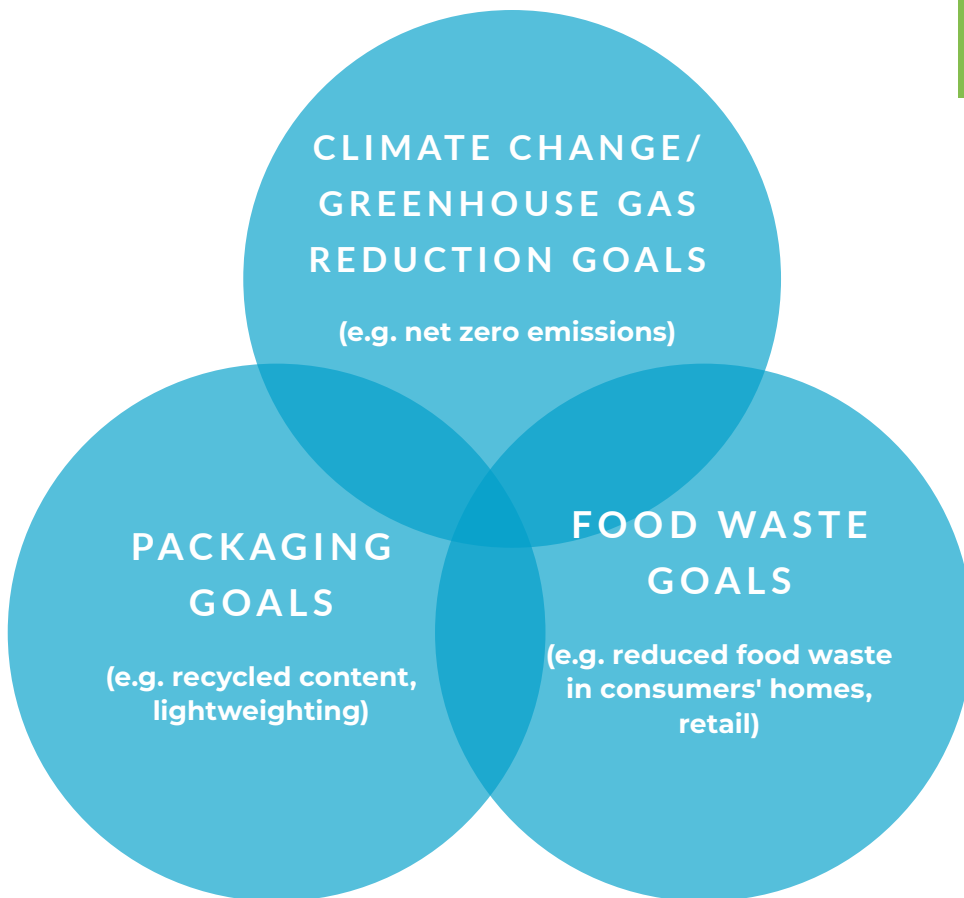 CLIMATE CHANGE/
GREENHOUSE GAS
REDUCTION GOALS
(e.g. net zero emissions)
PACKAGING
GOALS
(e.g. recycled content,
lightweighting)
FOOD WASTE
GOALS
(e.g. reduced food waste
in consumers' homes,
retail)